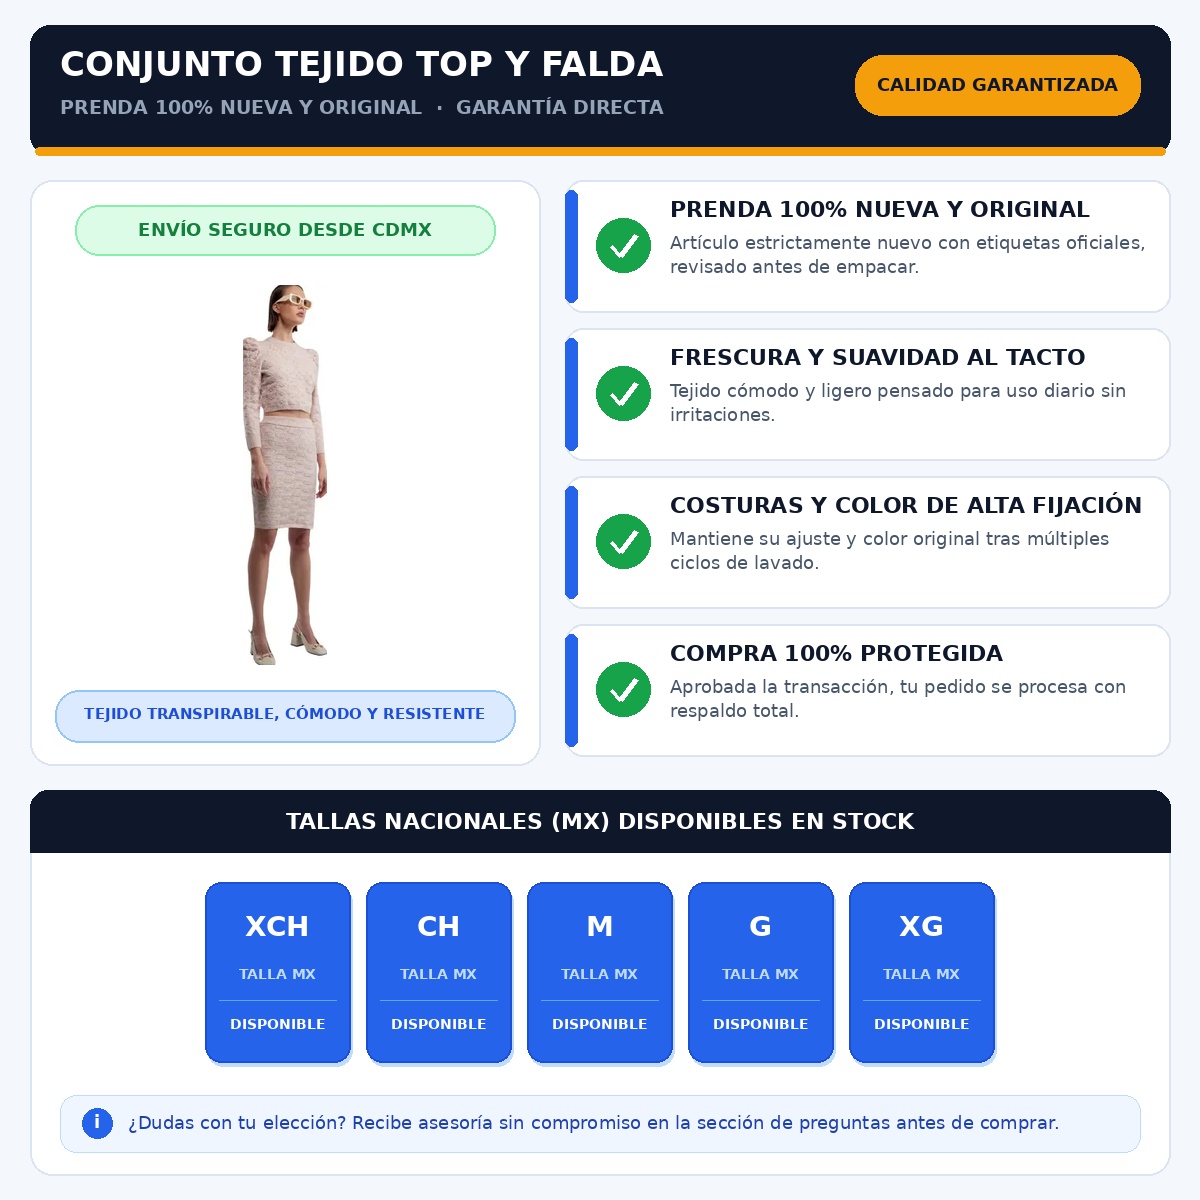 CONJUNTO TEJIDO TOP Y FALDA
PRENDA 100% NUEVA Y ORIGINAL · GARANTÍA DIRECTA
CALIDAD GARANTIZADA
ENVÍO SEGURO DESDE CDMX
TEJIDO TRANSPIRABLE, CÓMODO Y RESISTENTE
PRENDA 100% NUEVA Y ORIGINAL
Artículo estrictamente nuevo con etiquetas oficiales,
revisado antes de empacar.
FRESCURA Y SUAVIDAD AL TACTO
Tejido cómodo y ligero pensado para uso diario sin
irritaciones.
COSTURAS Y COLOR DE ALTA FIJACIÓN
Mantiene su ajuste y color original tras múltiples
ciclos de lavado.
COMPRA 100% PROTEGIDA
Aprobada la transacción, tu pedido se procesa con
respaldo total.
TALLAS NACIONALES (MX) DISPONIBLES EN STOCK
XCH
TALLA MX
DISPONIBLE
CH
TALLA MX
DISPONIBLE
M
TALLA MX
DISPONIBLE
G
TALLA MX
DISPONIBLE
XG
TALLA MX
DISPONIBLE
i ¿Dudas con tu elección? Recibe asesoría sin compromiso en la sección de preguntas antes de comprar.